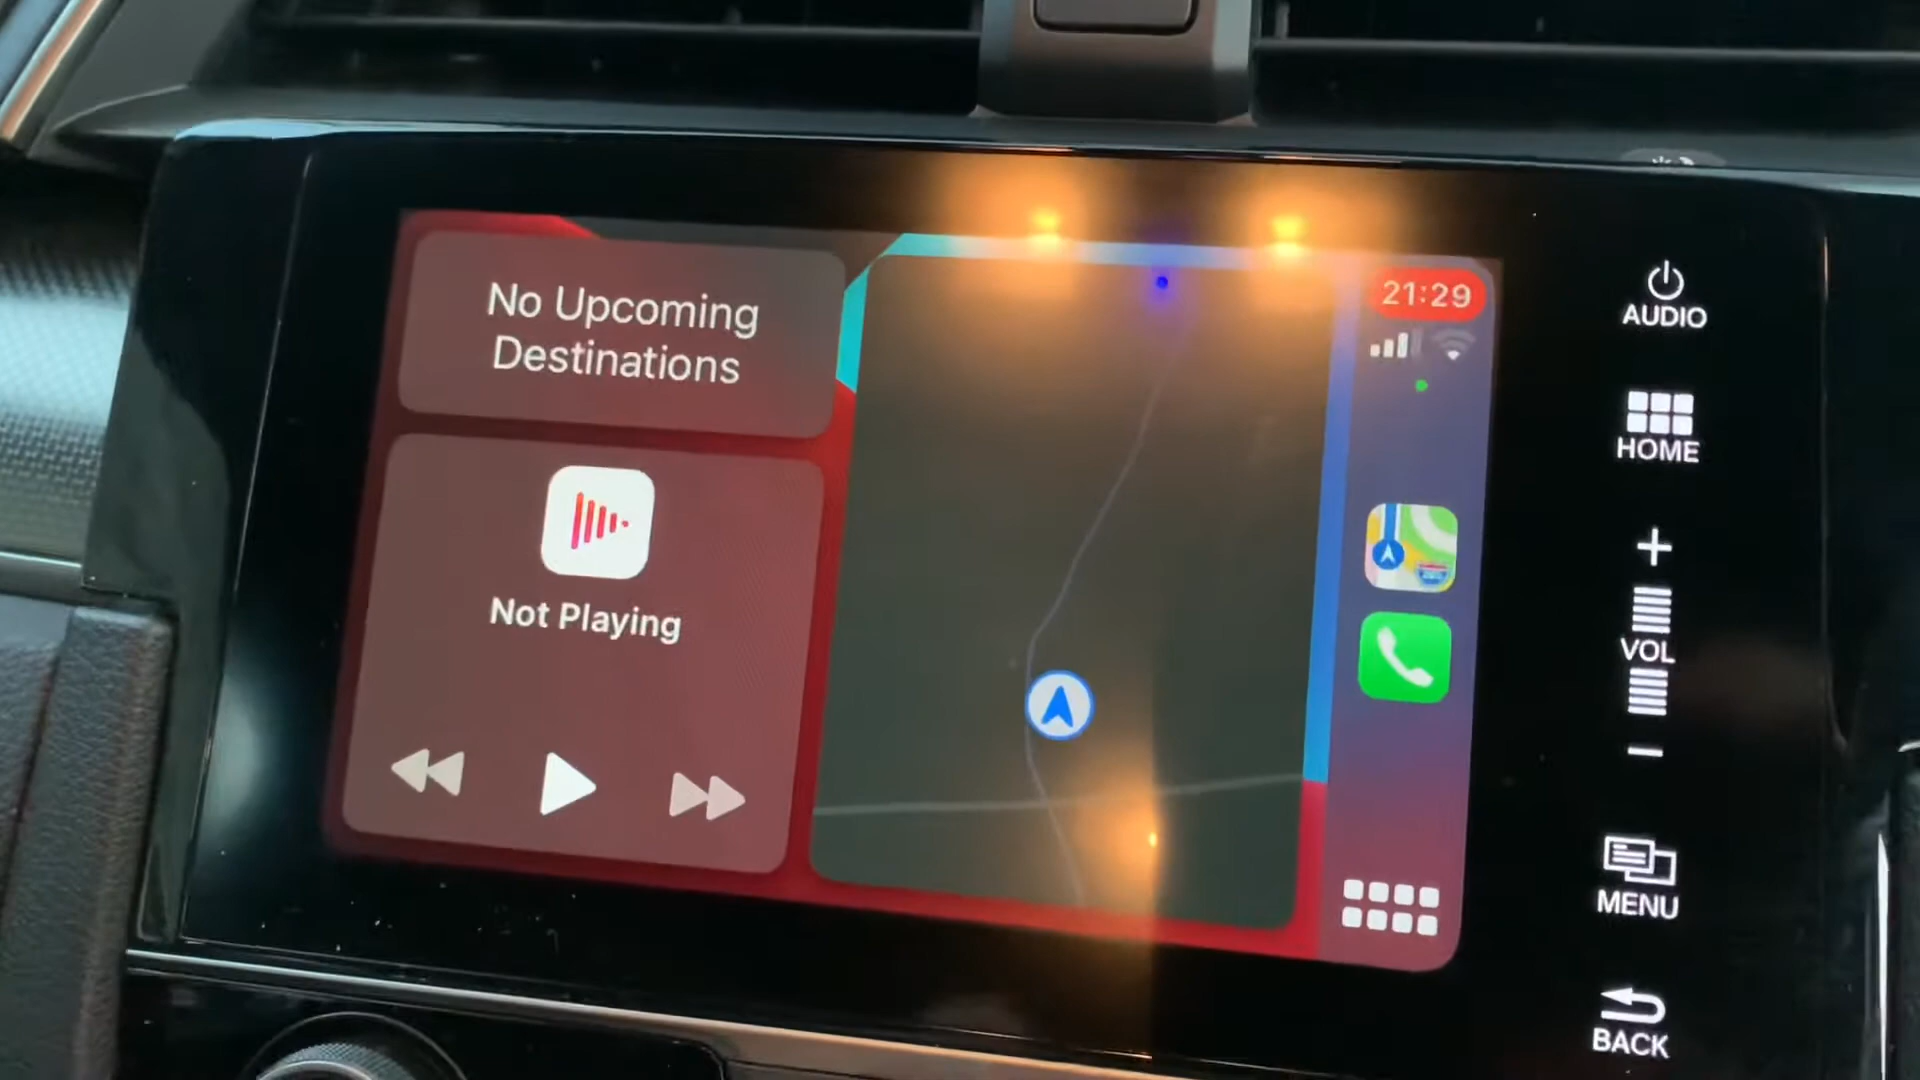 No Upcoming
Destinations
Not Playing
21:29
AUDIO
HOME
VOL
MENU
BACK